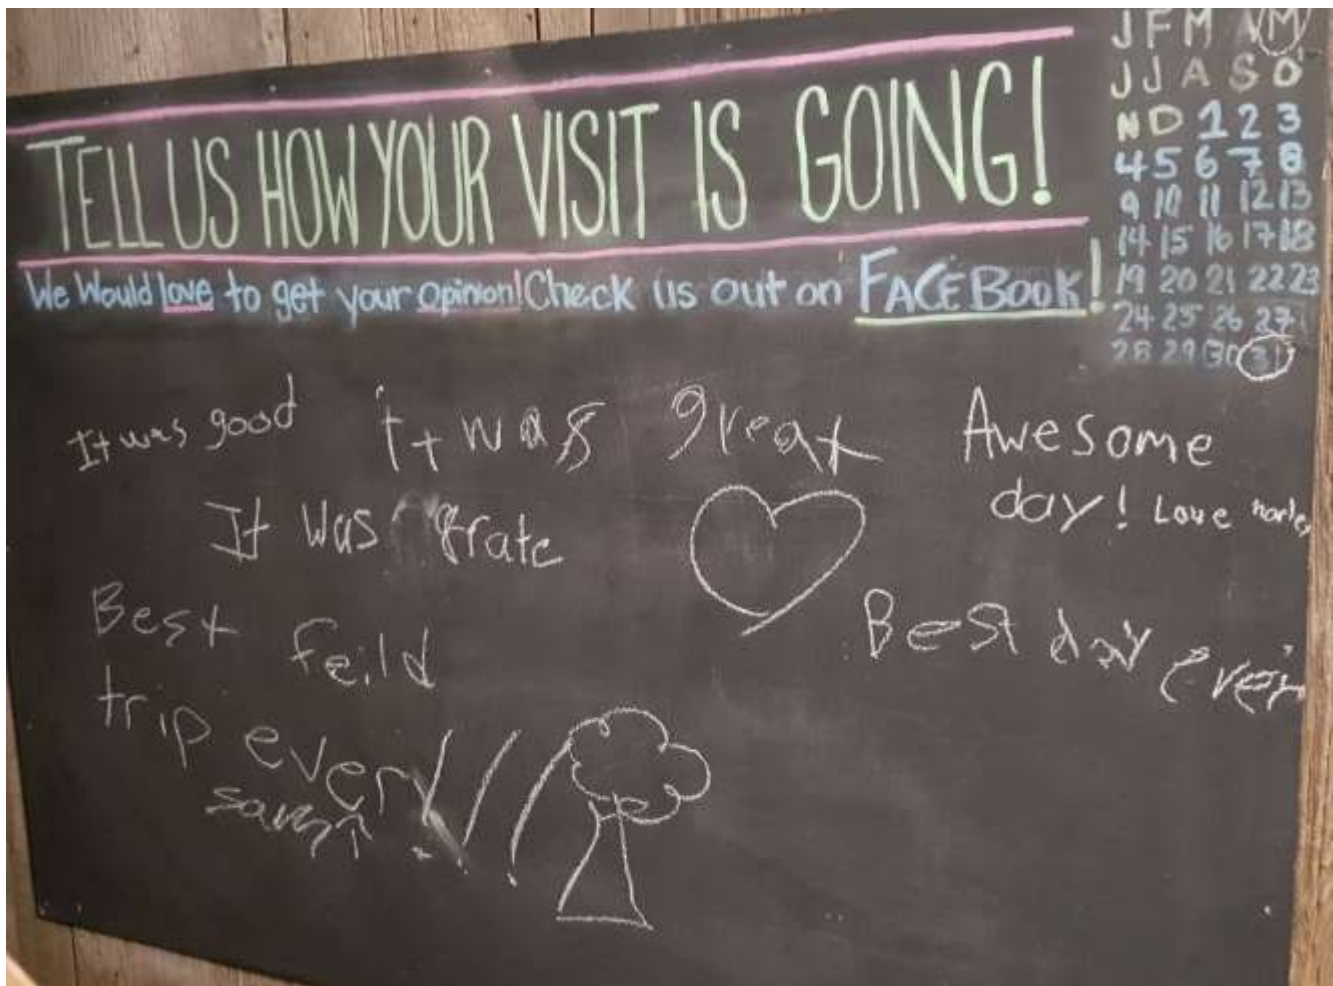 TELL US HOW YOUR VISIT IS GOING!
We Would love to get your opinion! Check us out on FACEBOOK!
J F M A M
J J A S O
N D 1 2 3
4 5 6 7 8
9 10 11 12 13
14 15 16 17 18
19 20 21 22 23
24 25 26 27
28 29 30 31
It was good
it was great
Awesome
day! Love
It was grate
Best feild
trip ever!!!
Best day ever